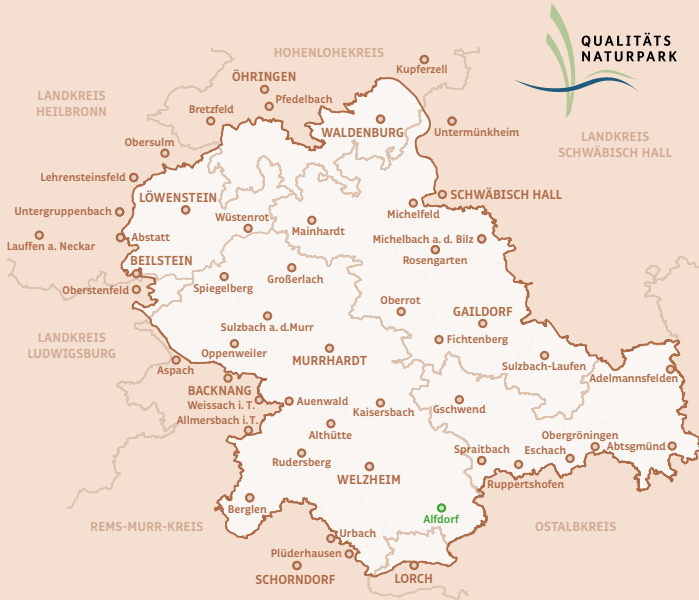 QUALITÄTS
NATURPARK
HOHENLOHEKREIS
Kupferzell
ÖHRINGEN
LANDKREIS
HEILBRONN
Pfedelbach
Bretzfeld
WALDENBURG
Untermünkheim
LANDKREIS
SCHWÄBISCH HALL
Obersulm
Lehrensteinsfeld
LÖWENSTEIN
SCHWÄBISCH HALL
Untergruppenbach
Wüstenrot
Michelfeld
Mainhardt
Lauffen a. Neckar
Abstatt
Michelbach a. d. Bilz
Rosengarten
BEILSTEIN
Oberstenfeld
Spiegelberg
Großerlach
Oberrot
GAILDORF
Sulzbach a. d.Murr
LANDKREIS
LUDWIGSBURG
Oppenweiler
Fichtenberg
MURRHARDT
Sulzbach-Laufen
Aspach
Adelmannsfelden
BACKNANG
Weissach i. T.
Auenwald
Kaisersbach
Gschwend
Allmersbach i.T.
Althütte
Obergröningen
Spraitbach
Eschach
Abtsgmünd
Rudersberg
WELZHEIM
Ruppertshofen
Berglen
Alfdorf
REMS-MURR-KREIS
OSTALBKREIS
Urbach
Plüderhausen
SCHORNDORF
LORCH